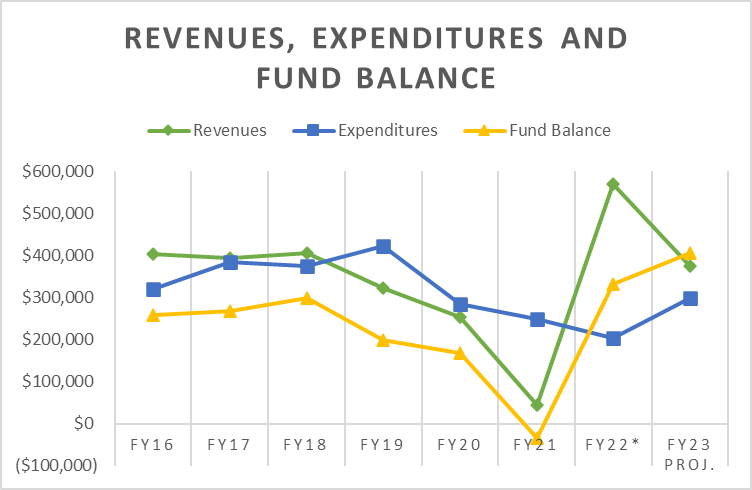 REVENUES, EXPENDITURES AND
FUND BALANCE
Revenues Expenditures Fund Balance
$600,000
$500,000
$400,000
$300,000
$200,000
$100,000
$0
($100,000)
FY16 FY17 FY18 FY19 FY20 FY21 FY22* FY23
PROJ.